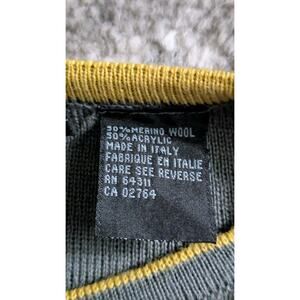 50% MERINO WOOL
50% ACRYLIC
MADE IN ITALY
FABRIQUE EN ITALIE
CARE SEE REVERSE
RN 64311
CA 02764